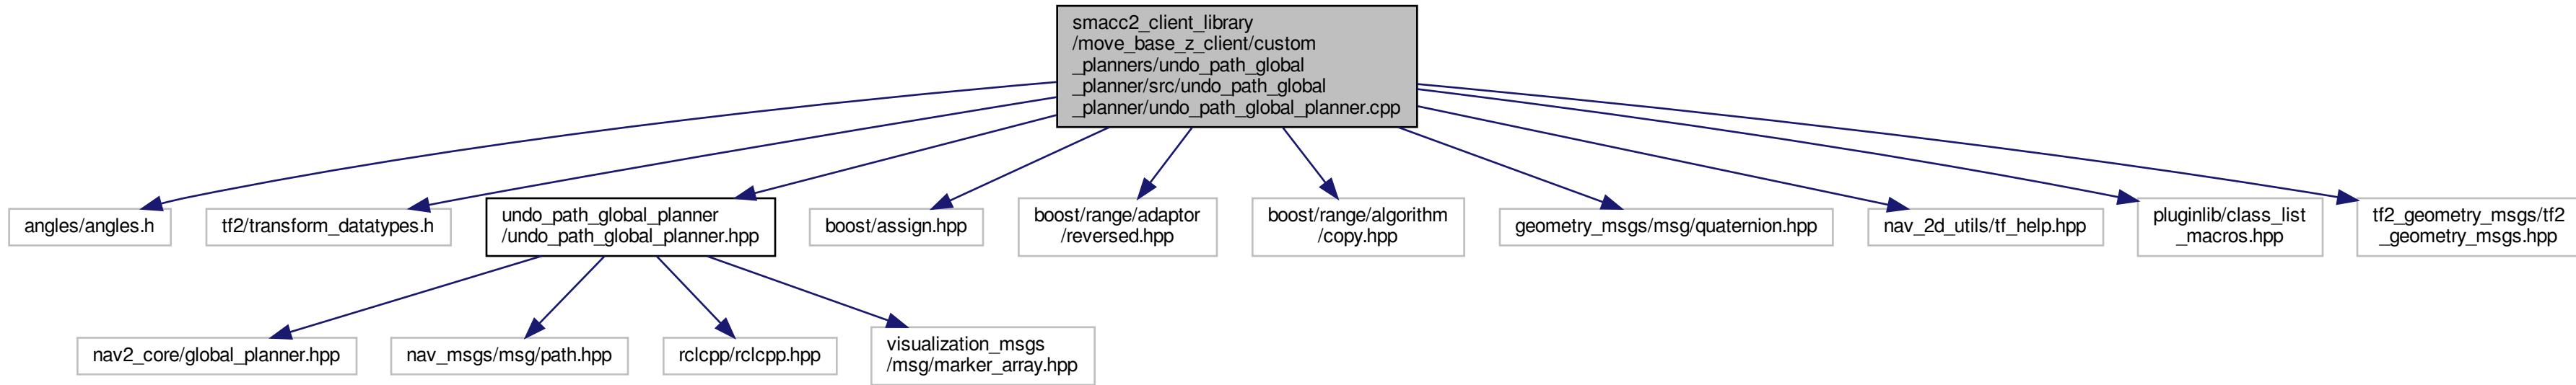 smacc2_client_library
/move_base_z_client/custom
_planners/undo_path_global
_planner/src/undo_path_global
_planner/undo_path_global_planner.cpp
angles/angles.h
tf2/transform_datatypes.h
undo_path_global_planner
/undo_path_global_planner.hpp
boost/assign.hpp
boost/range/adaptor
/reversed.hpp
boost/range/algorithm
/copy.hpp
geometry_msgs/msg/quaternion.hpp
nav_2d_utils/tf_help.hpp
pluginlib/class_list
_macros.hpp
tf2_geometry_msgs/tf2
_geometry_msgs.hpp
nav2_core/global_planner.hpp
nav_msgs/msg/path.hpp
rclcpp/rclcpp.hpp
visualization_msgs
/msg/marker_array.hpp